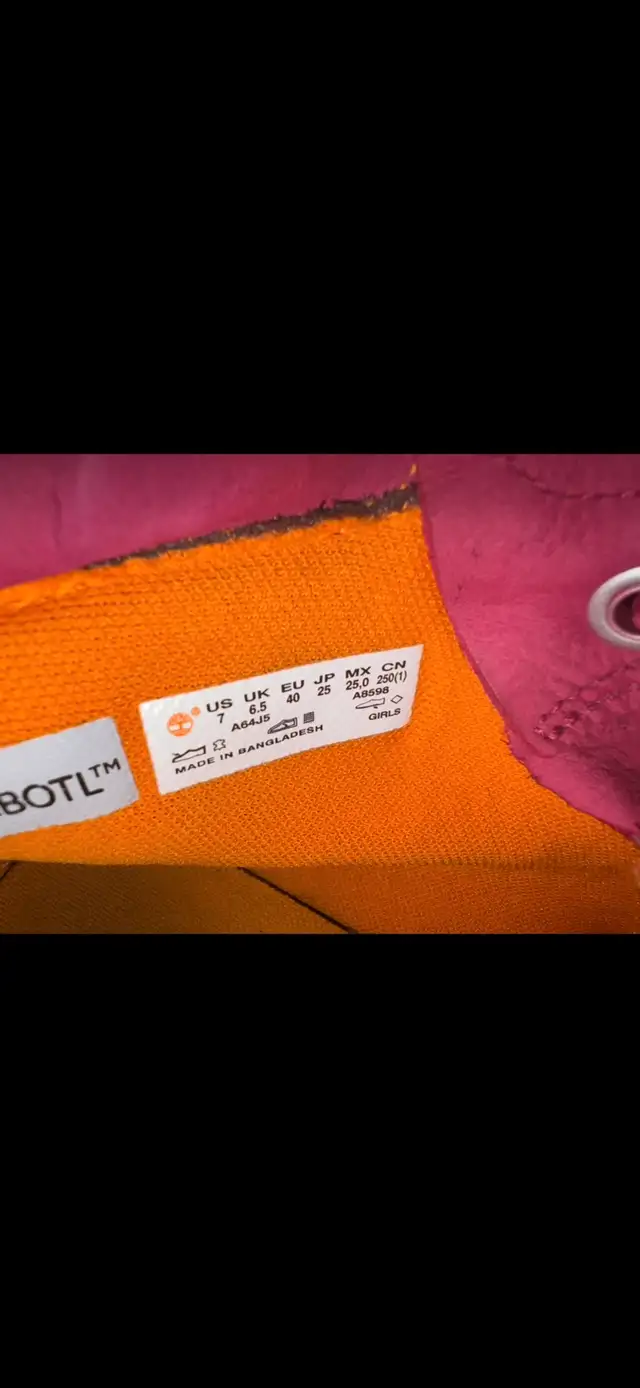 US UK EU JP MX CN
7 6.5 40 25 25,0 250(1)
A64J5 A8598
GIRLS
MADE IN BANGLADESH
BOTL™